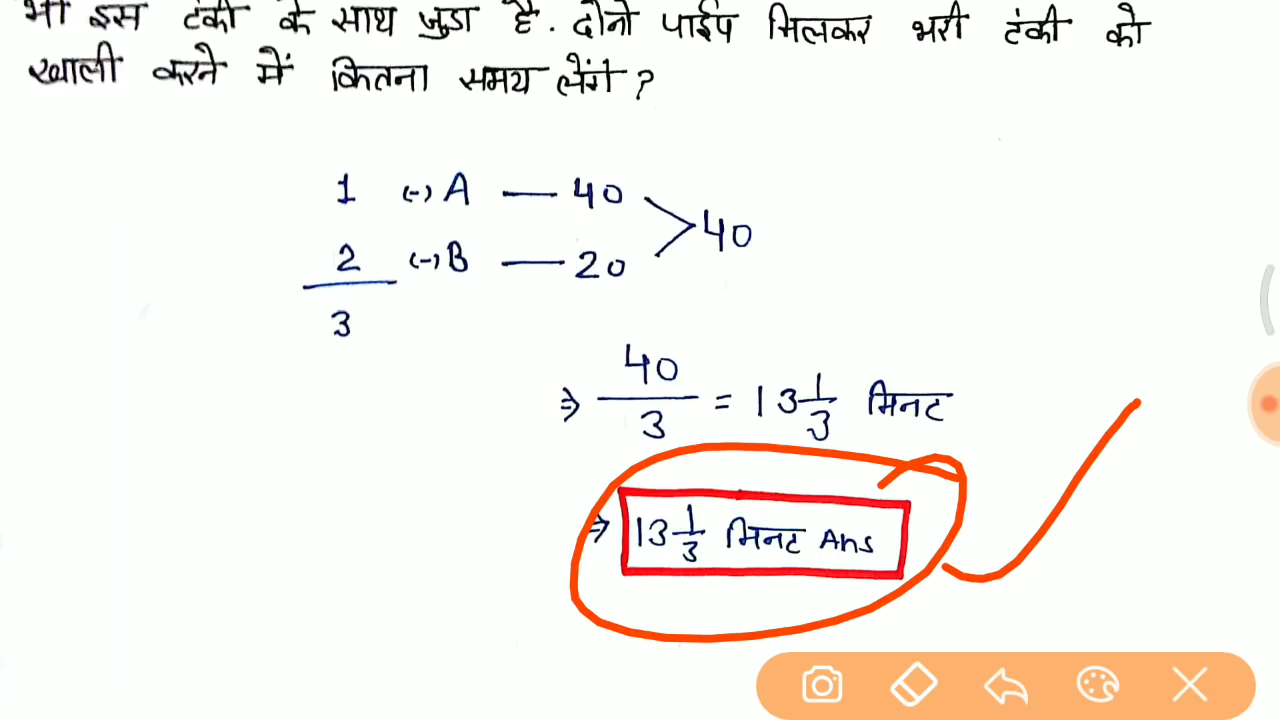 भी इस टंकी के साथ जुडा है. दोनो पाईप मिलकर भरी टंकी को
खाली करने में कितना समय लेंगे?
1 (-) A — 40
40
2 (-) B — 20
3
⇒ 40/3 = 13 1/3 मिनट
⇒ 13 1/3 मिनट Ans